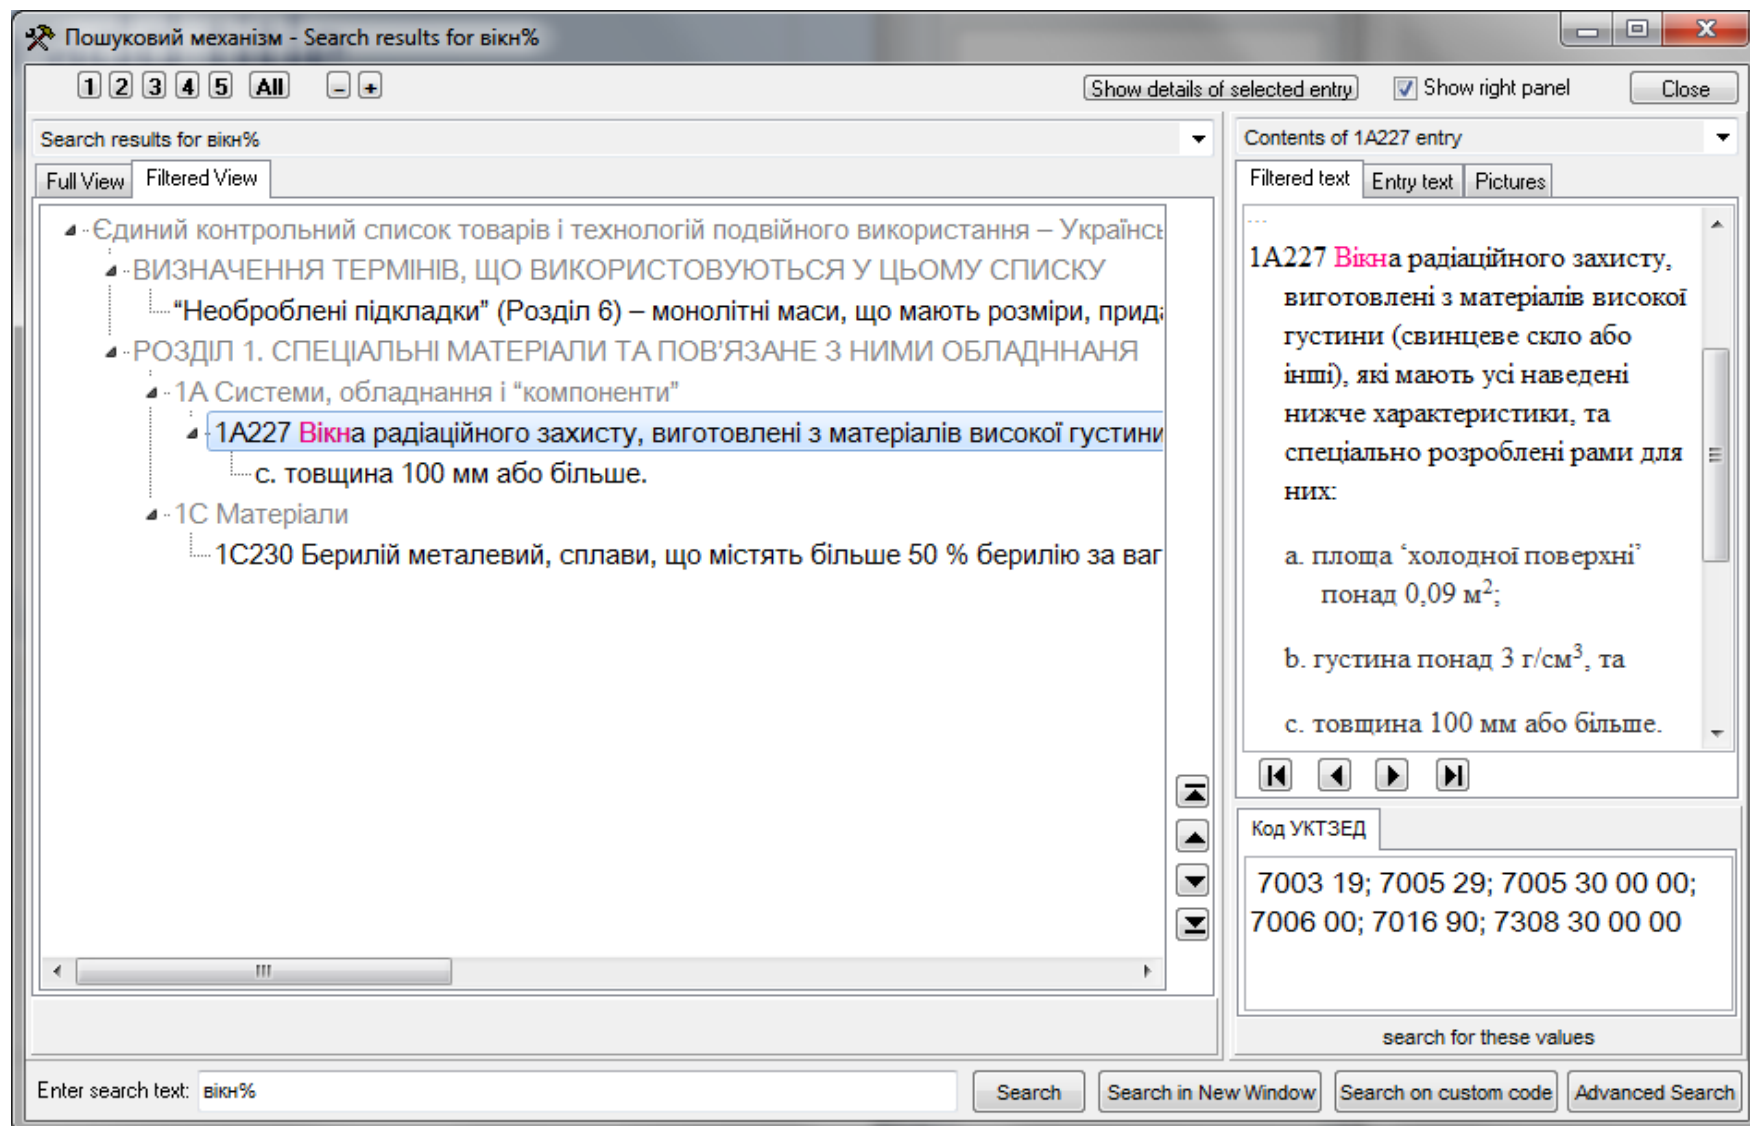 Пошуковий механізм - Search results for вікн%
1 2 3 4 5 All - +
Show details of selected entry
Show right panel
Close
Search results for вікн%
Full View
Filtered View
Єдиний контрольний список товарів і технологій подвійного використання – Українсь
ВИЗНАЧЕННЯ ТЕРМІНІВ, ЩО ВИКОРИСТОВУЮТЬСЯ У ЦЬОМУ СПИСКУ
“Необроблені підкладки” (Розділ 6) – монолітні маси, що мають розміри, прида
РОЗДІЛ 1. СПЕЦІАЛЬНІ МАТЕРІАЛИ ТА ПОВ’ЯЗАНЕ З НИМИ ОБЛАДННАНЯ
1А Системи, обладнання і “компоненти”
1A227 Вікна радіаційного захисту, виготовлені з матеріалів високої густини
c. товщина 100 мм або більше.
1С Матеріали
1C230 Берилій металевий, сплави, що містять більше 50 % берилію за ваг
Contents of 1A227 entry
Filtered text
Entry text
Pictures
---
1A227 Вікна радіаційного захисту,
виготовлені з матеріалів високої
густини (свинцеве скло або
інші), які мають усі наведені
нижче характеристики, та
спеціально розроблені рами для
них:
a. площа ‘холодної поверхні’
понад 0,09 м²;
b. густина понад 3 г/см³, та
c. товщина 100 мм або більше.
Код УКТЗЕД
7003 19; 7005 29; 7005 30 00 00;
7006 00; 7016 90; 7308 30 00 00
search for these values
Enter search text: вікн%
Search
Search in New Window
Search on custom code
Advanced Search